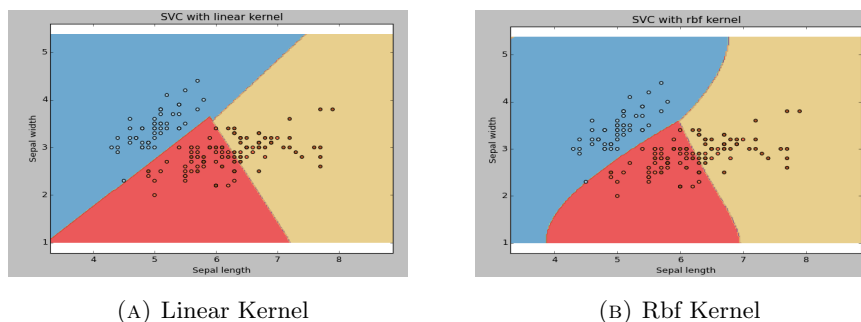 SVC with linear kernel
5
4
3
2
1
Sepal width
4 5 6 7 8
Sepal length
(A) Linear Kernel
SVC with rbf kernel
5
4
3
2
1
Sepal width
4 5 6 7 8
Sepal length
(B) Rbf Kernel